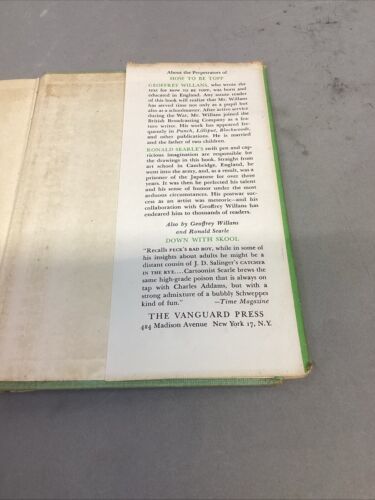 About the Perpetrators of
HOW TO BE TOPP
GEOFFREY WILLANS, who wrote the
text for HOW TO BE TOPP, was born and
educated in England. Any astute reader
of this book will realize that Mr. Willans
has served time not only as a pupil but
also as a schoolmaster. After active service
during the War, Mr. Willans joined the
British Broadcasting Company as a fea-
ture writer. His work has appeared fre-
quently in Punch, Lilliput, Blackwoods,
and other publications. He is married
and the father of two children.
RONALD SEARLE'S swift pen and cap-
ricious imagination are responsible for
the drawings in this book. Straight from
art school in Cambridge, England, he
went into the army, and, as a result, was a
prisoner of the Japanese for over three
years. It was then he perfected his talent
and his sense of humor under the most
arduous circumstances. His postwar suc-
cess as an artist was meteoric—and his
collaboration with Geoffrey Willans has
endeared him to thousands of readers.
Also by Geoffrey Willans
and Ronald Searle
DOWN WITH SKOOL
"Recalls PECK'S BAD BOY, while in some of
his insights about adults he might be a
distant cousin of J. D. Salinger's CATCHER
IN THE RYE.... Cartoonist Searle brews the
same high-grade poison that is always on
tap with Charles Addams, but with a
strong admixture of a bubbly Schweppes
kind of fun." —Time Magazine
THE VANGUARD PRESS
424 Madison Avenue New York 17, N.Y.